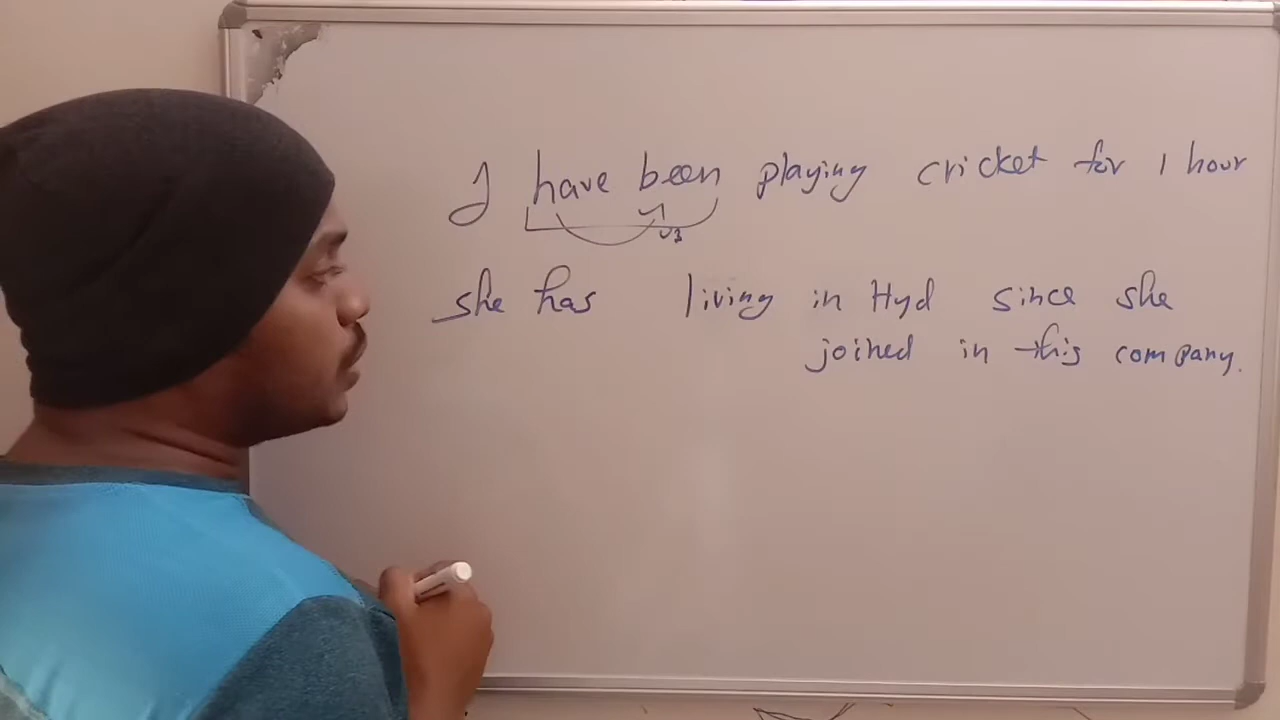 I have been playing cricket for 1 hour
V3
she has living in Hyd since she
joined in this company.